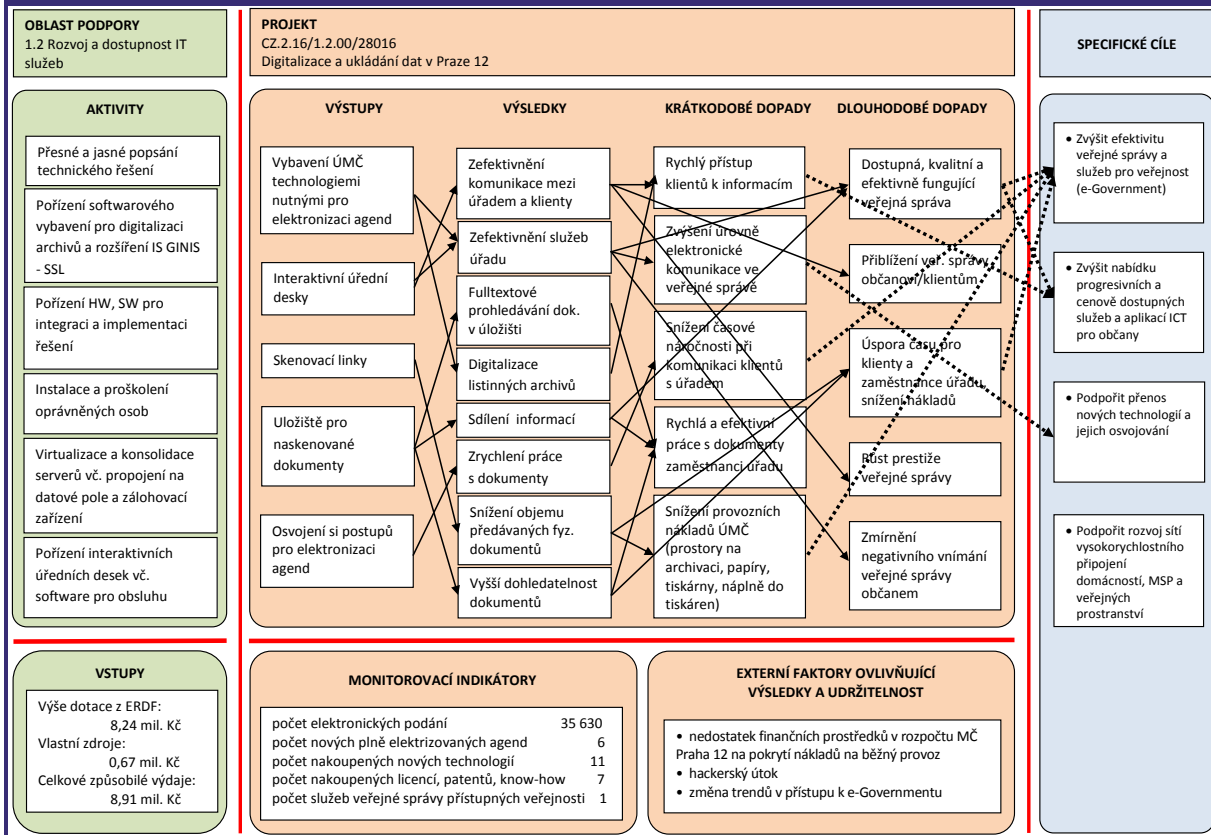 OBLAST PODPORY
1.2 Rozvoj a dostupnost IT
služeb
PROJEKT
CZ.2.16/1.2.00/28016
Digitalizace a ukládání dat v Praze 12
SPECIFICKÉ CÍLE
AKTIVITY
Přesné a jasné popsání
technického řešení
Pořízení softwarového
vybavení pro digitalizaci
archivů a rozšíření IS GINIS
- SSL
Pořízení HW, SW pro
integraci a implementaci
řešení
Instalace a proškolení
oprávněných osob
Virtualizace a konsolidace
serverů vč. propojení na
datové pole a zálohovací
zařízení
Pořízení interaktivních
úředních desek vč.
software pro obsluhu
VÝSTUPY
Vybavení ÚMČ
technologiemi
nutnými pro
elektronizaci agend
Interaktivní úřední
desky
Skenovací linky
Uložiště pro
naskenované
dokumenty
Osvojení si postupů
pro elektronizaci
agend
VÝSLEDKY
Zefektivnění
komunikace mezi
úřadem a klienty
Zefektivnění služeb
úřadu
Fulltextové
prohledávání dok.
v úložišti
Digitalizace
listinných archivů
Sdílení informací
Zrychlení práce
s dokumenty
Snížení objemu
předávaných fyz.
dokumentů
Vyšší dohledatelnost
dokumentů
KRÁTKODOBÉ DOPADY
Rychlý přístup
klientů k informacím
Zvýšení úrovně
elektronické
komunikace ve
veřejné správě
Snížení časové
náročnosti při
komunikaci klientů
s úřadem
Rychlá a efektivní
práce s dokumenty
zaměstnanci úřadu
Snížení provozních
nákladů ÚMČ
(prostory na
archivaci, papíry,
tiskárny, náplně do
tiskáren)
DLOUHODOBÉ DOPADY
Dostupná, kvalitní a
efektivně fungující
veřejná správa
Přiblížení veř. správy
občanovi/klientům
Úspora času pro
klienty a
zaměstnance úřadu,
snížení nákladů
Růst prestiže
veřejné správy
Zmírnění
negativního vnímání
veřejné správy
občanem
• Zvýšit efektivitu
veřejné správy a
služeb pro veřejnost
(e-Government)
• Zvýšit nabídku
progresivních a
cenově dostupných
služeb a aplikací ICT
pro občany
• Podpořit přenos
nových technologií a
jejich osvojování
• Podpořit rozvoj sítí
vysokorychlostního
připojení
domácností, MSP a
veřejných
prostranství
VSTUPY
Výše dotace z ERDF:
8,24 mil. Kč
Vlastní zdroje:
0,67 mil. Kč
Celkové způsobilé výdaje:
8,91 mil. Kč
MONITOROVACÍ INDIKÁTORY
počet elektronických podání 35 630
počet nových plně elektrizovaných agend 6
počet nakoupených nových technologií 11
počet nakoupených licencí, patentů, know-how 7
počet služeb veřejné správy přístupných veřejnosti 1
EXTERNÍ FAKTORY OVLIVŇUJÍCÍ
VÝSLEDKY A UDRŽITELNOST
• nedostatek finančních prostředků v rozpočtu MČ
Praha 12 na pokrytí nákladů na běžný provoz
• hackerský útok
• změna trendů v přístupu k e-Governmentu